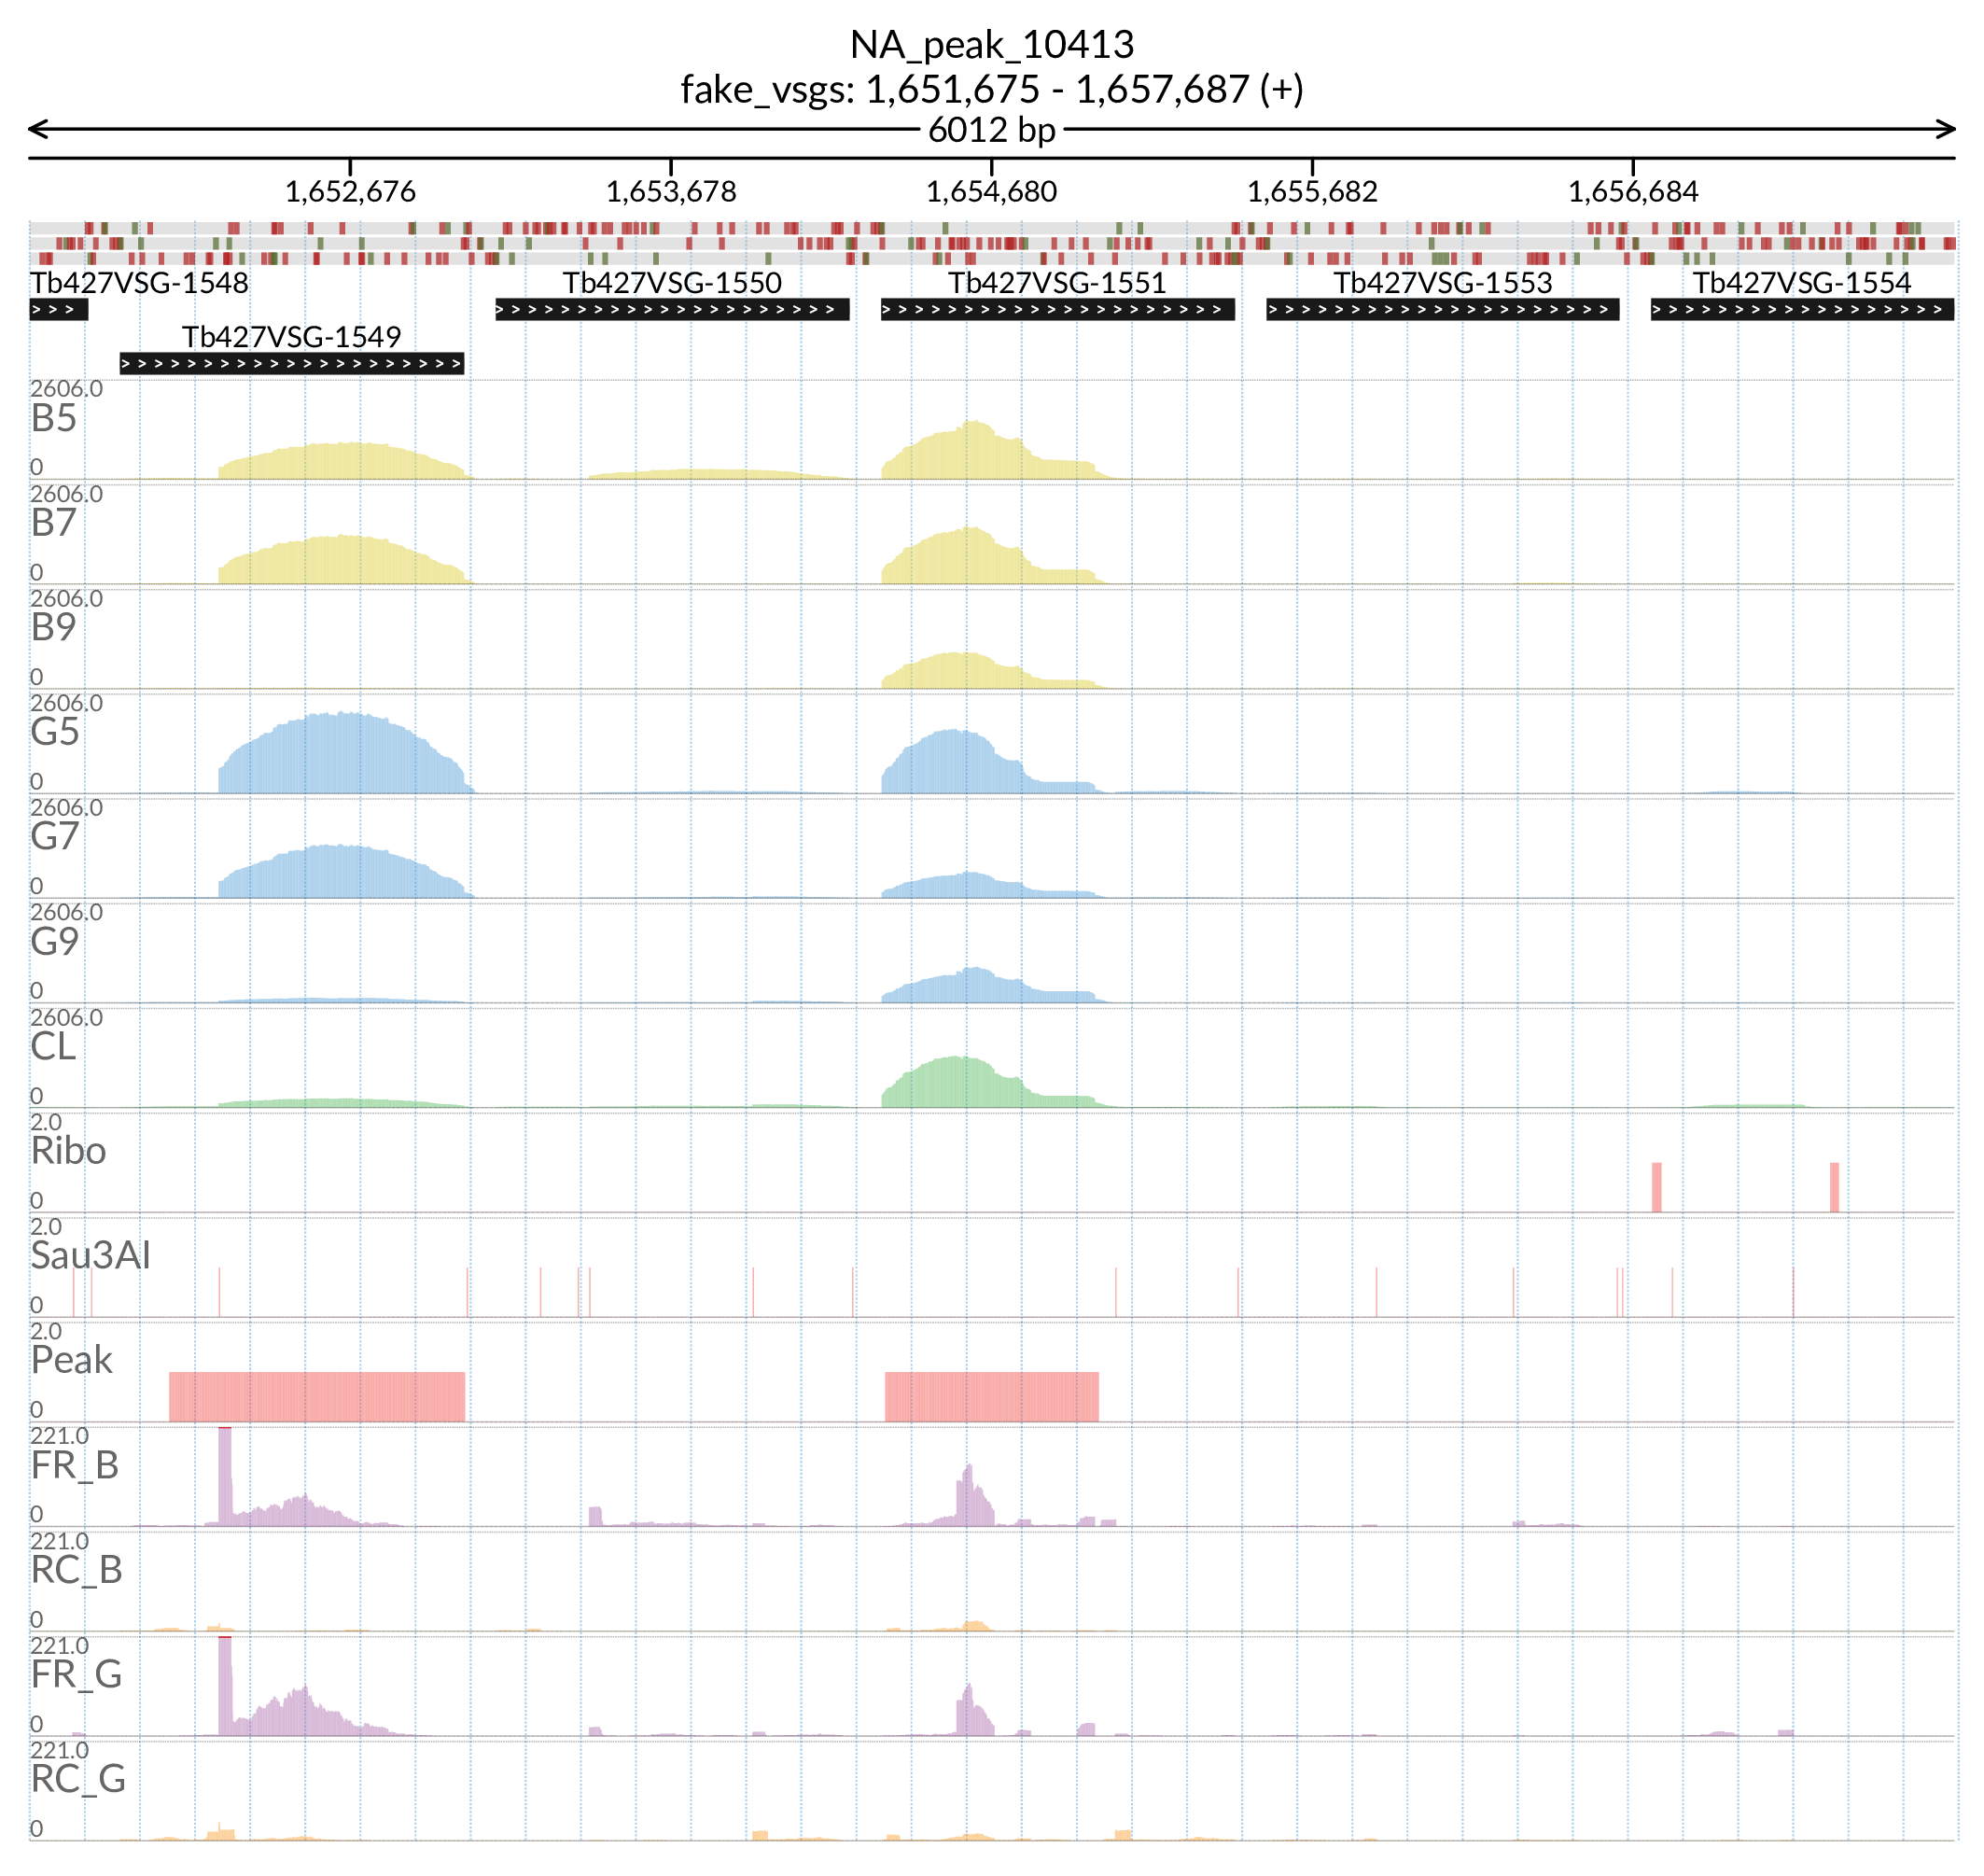 NA_peak_10413
fake_vsgs: 1,651,675 - 1,657,687 (+)
6012 bp
1,652,676 1,653,678 1,654,680 1,655,682 1,656,684
Tb427VSG-1548 Tb427VSG-1550 Tb427VSG-1551 Tb427VSG-1553 Tb427VSG-1554
Tb427VSG-1549
2606.0
B5
0
2606.0
B7
0
2606.0
B9
0
2606.0
G5
0
2606.0
G7
0
2606.0
G9
0
2606.0
CL
0
2.0
Ribo
0
2.0
Sau3AI
0
2.0
Peak
0
221.0
FR_B
0
221.0
RC_B
0
221.0
FR_G
0
221.0
RC_G
0